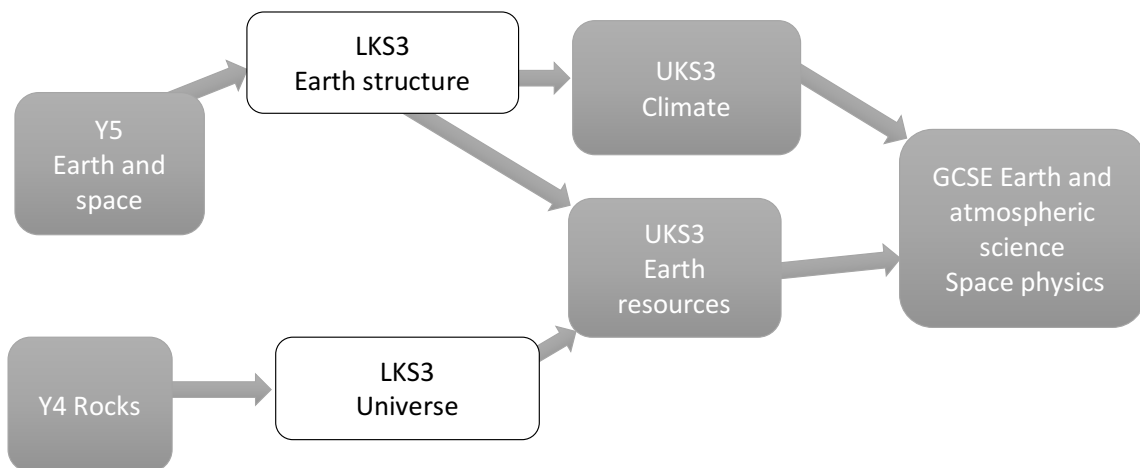 Y5
Earth and
space
LKS3
Earth structure
UKS3
Climate
GCSE Earth and
atmospheric
science
Space physics
UKS3
Earth
resources
Y4 Rocks
LKS3
Universe